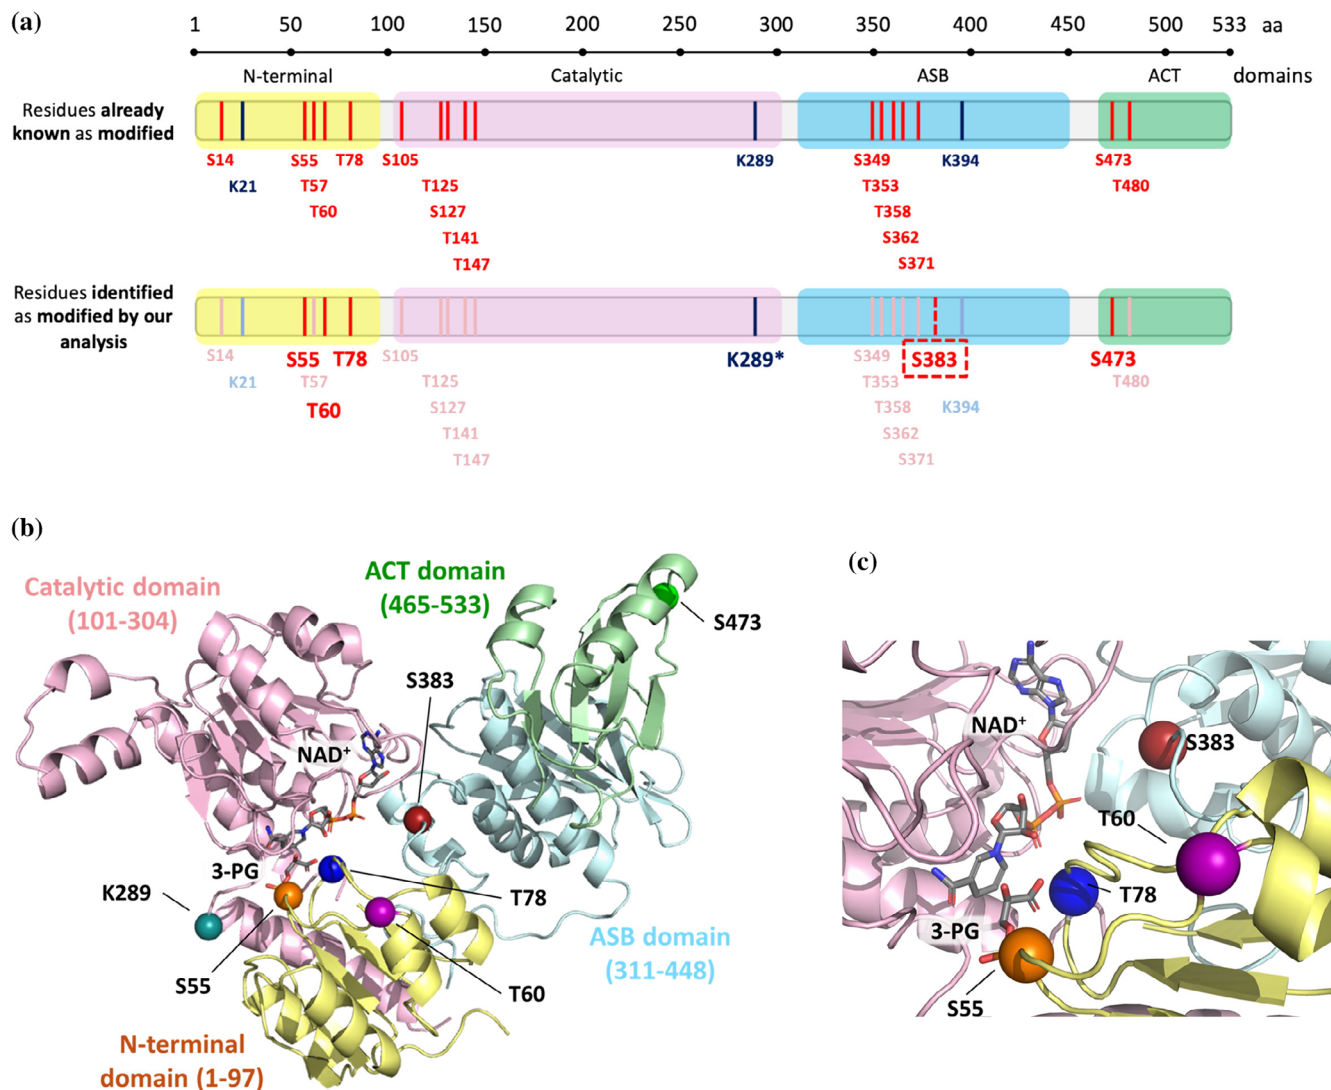 (a)
1 50 100 150 200 250 300 350 400 450 500 533 aa
N-terminal Catalytic ASB ACT domains
Residues already
known as modified
S14 S55 T78 S105 K289 S349 K394 S473
K21 T57 T125 T353 T480
T60 S127 T358
T141 S362
T147 S371
Residues identified
as modified by our
analysis
S14 S55 T78 S105 K289* S349 S383 S473
K21 T57 T125 T353 T480
T60 S127 T358 K394
T141 S362
T147 S371
(b)
Catalytic domain
(101-304)
ACT domain
(465-533)
S473
S383
NAD+
3-PG
K289
T78
S55
T60
ASB domain
(311-448)
N-terminal
domain (1-97)
(c)
NAD+
S383
T60
T78
3-PG
S55